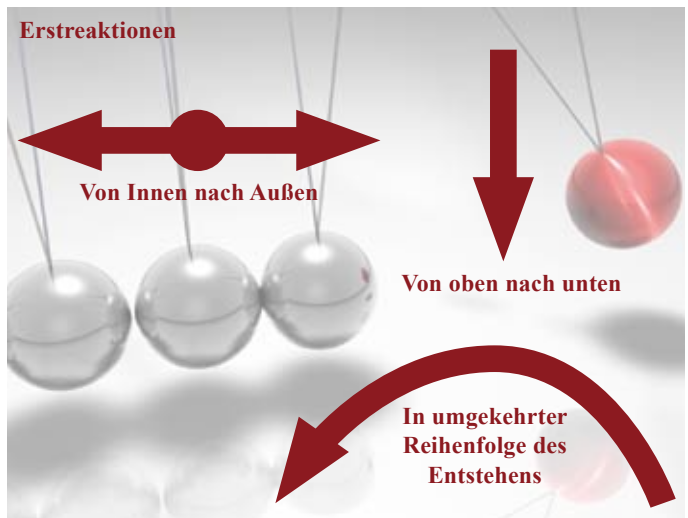 Erstreaktionen
Von Innen nach Außen
Von oben nach unten
In umgekehrter
Reihenfolge des
Entstehens